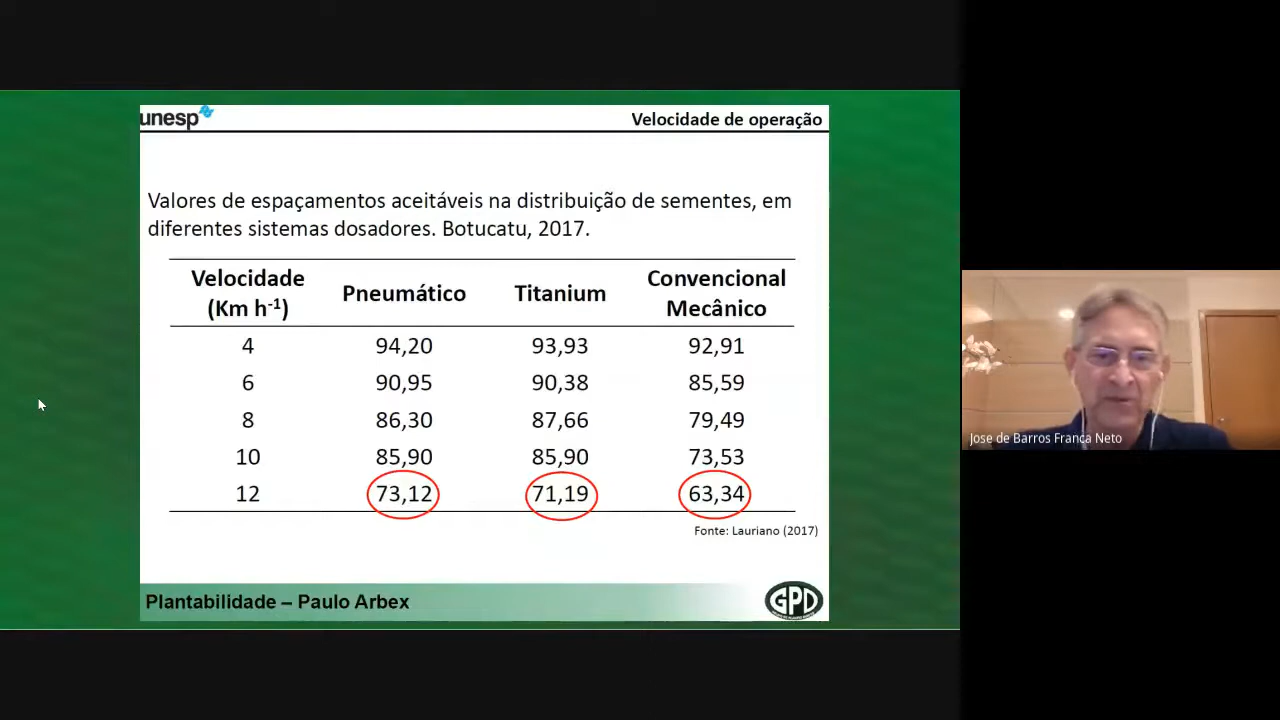 unesp
Velocidade de operação
Valores de espaçamentos aceitáveis na distribuição de sementes, em
diferentes sistemas dosadores. Botucatu, 2017.
Velocidade (Km h-1) Pneumático Titanium Convencional Mecânico
4 94,20 93,93 92,91
6 90,95 90,38 85,59
8 86,30 87,66 79,49
10 85,90 85,90 73,53
12 73,12 71,19 63,34
Fonte: Lauriano (2017)
Plantabilidade – Paulo Arbex
GPD
Jose de Barros França Neto